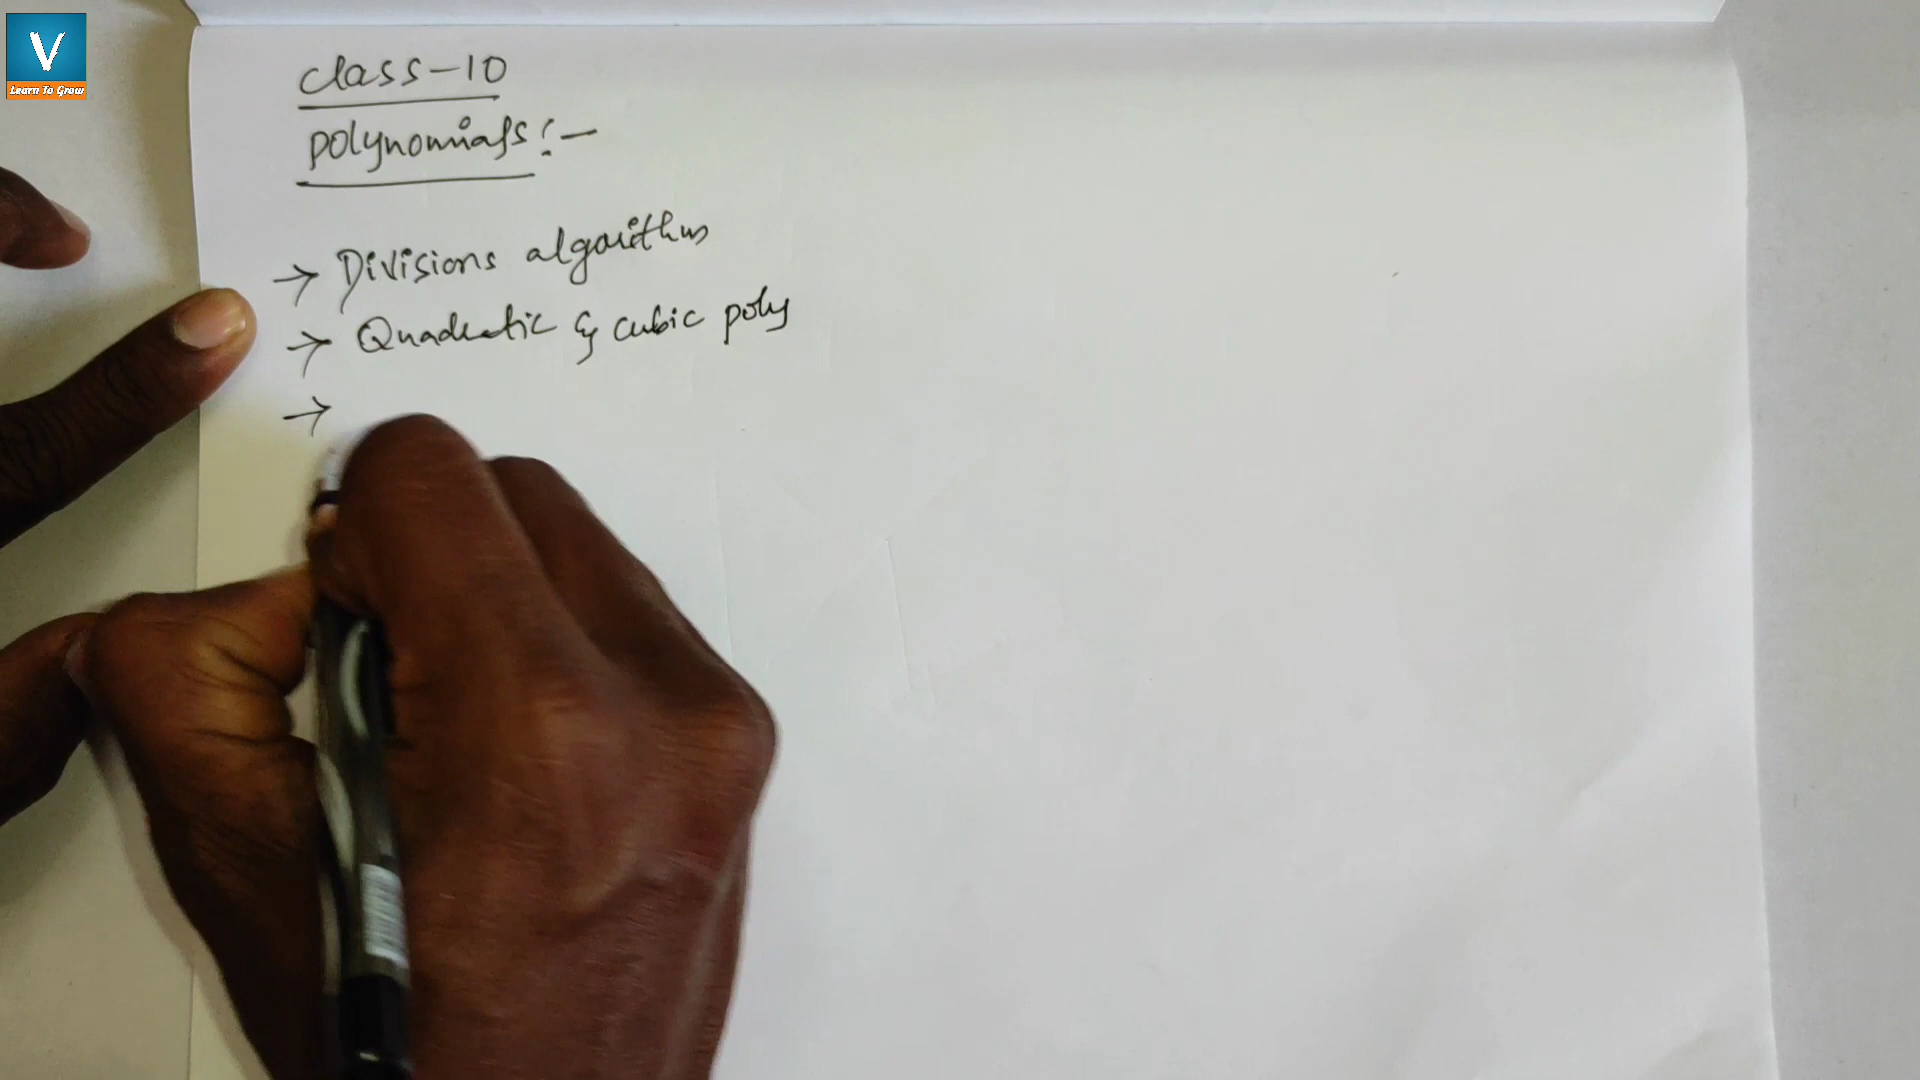 V
Learn To Grow
class-10
polynomials:-
→ Divisions algorithm
→ Quadratic & cubic poly
→